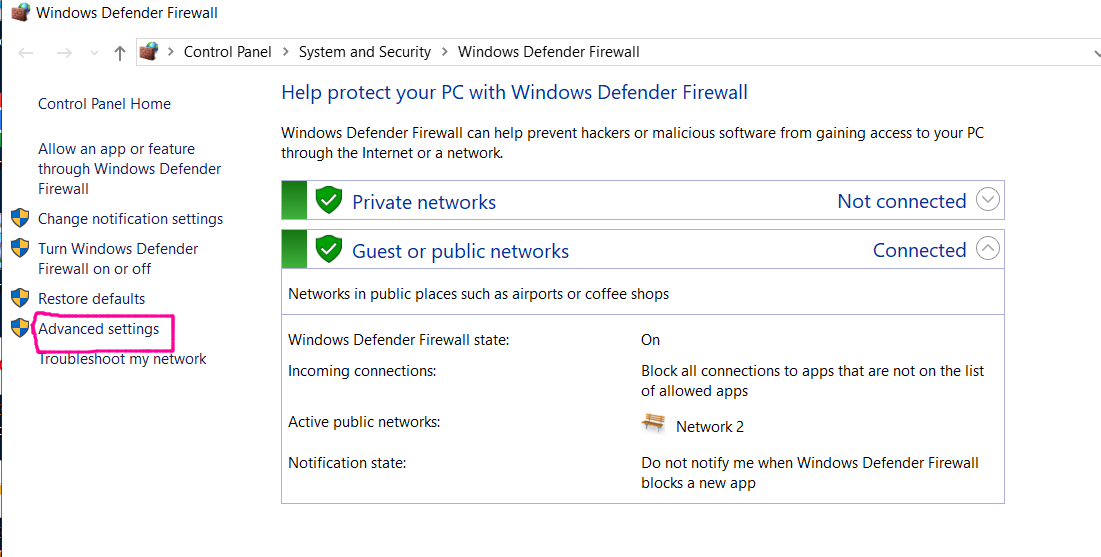 Windows Defender Firewall
Control Panel > System and Security > Windows Defender Firewall
Control Panel Home
Allow an app or feature
through Windows Defender
Firewall
Change notification settings
Turn Windows Defender
Firewall on or off
Restore defaults
Advanced settings
Troubleshoot my network
Help protect your PC with Windows Defender Firewall
Windows Defender Firewall can help prevent hackers or malicious software from gaining access to your PC
through the Internet or a network.
Private networks Not connected
Guest or public networks Connected
Networks in public places such as airports or coffee shops
Windows Defender Firewall state: On
Incoming connections: Block all connections to apps that are not on the list
of allowed apps
Active public networks: Network 2
Notification state: Do not notify me when Windows Defender Firewall
blocks a new app